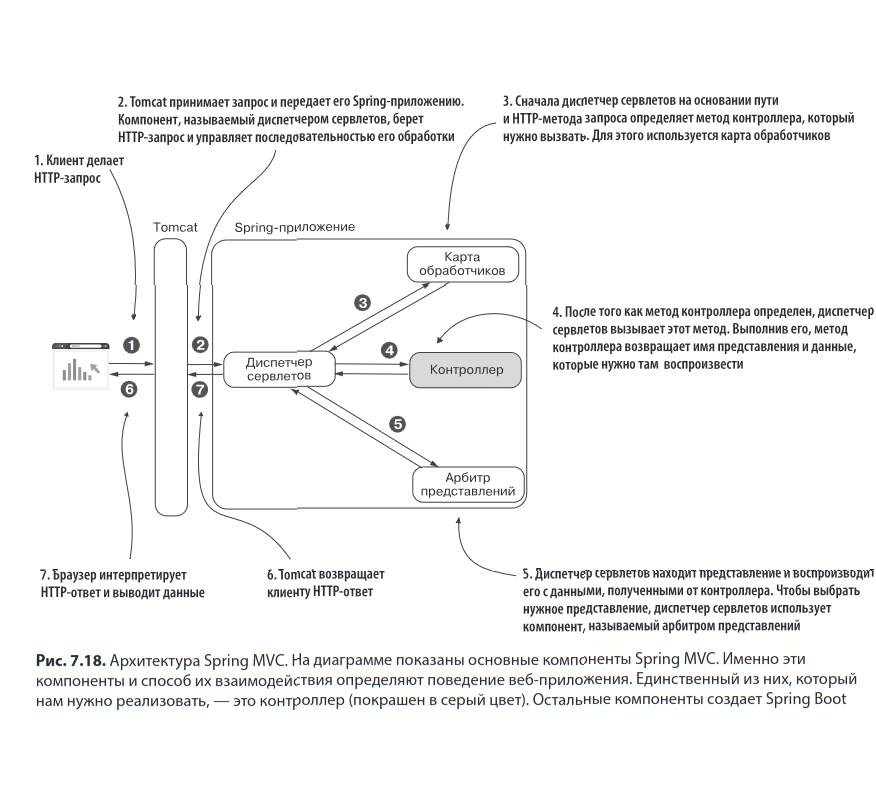 2. Tomcat принимает запрос и передает его Spring-приложению.
Компонент, называемый диспетчером сервлетов, берет
HTTP-запрос и управляет последовательностью его обработки
3. Сначала диспетчер сервлетов на основании пути
и HTTP-метода запроса определяет метод контроллера, который
нужно вызвать. Для этого используется карта обработчиков
1. Клиент делает
HTTP-запрос
Tomcat
Spring-приложение
Карта
обработчиков
3
4. После того как метод контроллера определен, диспетчер
сервлетов вызывает этот метод. Выполнив его, метод
контроллера возвращает имя представления и данные,
которые нужно там воспроизвести
1
2
4
Диспетчер
сервлетов
Контроллер
6
7
5
Арбитр
представлений
7. Браузер интерпретирует
HTTP-ответ и выводит данные
6. Tomcat возвращает
клиенту HTTP-ответ
5. Диспетчер сервлетов находит представление и воспроизводит
его с данными, полученными от контроллера. Чтобы выбрать
нужное представление, диспетчер сервлетов использует
компонент, называемый арбитром представлений
Рис. 7.18. Архитектура Spring MVC. На диаграмме показаны основные компоненты Spring MVC. Именно эти
компоненты и способ их взаимодействия определяют поведение веб-приложения. Единственный из них, который
нам нужно реализовать, — это контроллер (покрашен в серый цвет). Остальные компоненты создает Spring Boot